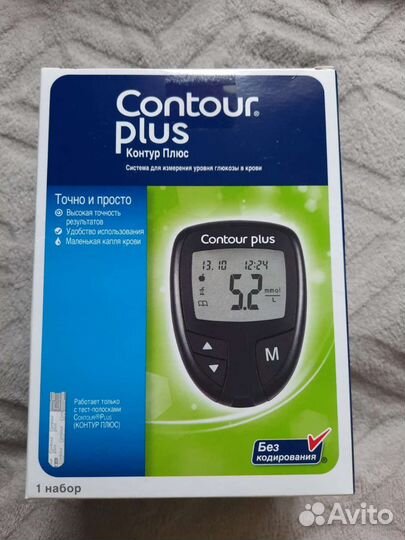 Contour®
plus
Контур Плюс
Система для измерения уровня глюкозы в крови
Точно и просто
Высокая точность
результатов
Удобство использования
Маленькая капля крови
Contour plus
13.10 12:24
5.2 mmol
L
M
Работает только
с тест-полосками
Contour®Plus
(КОНТУР ПЛЮС)
Без
кодирования
1 набор
Avito